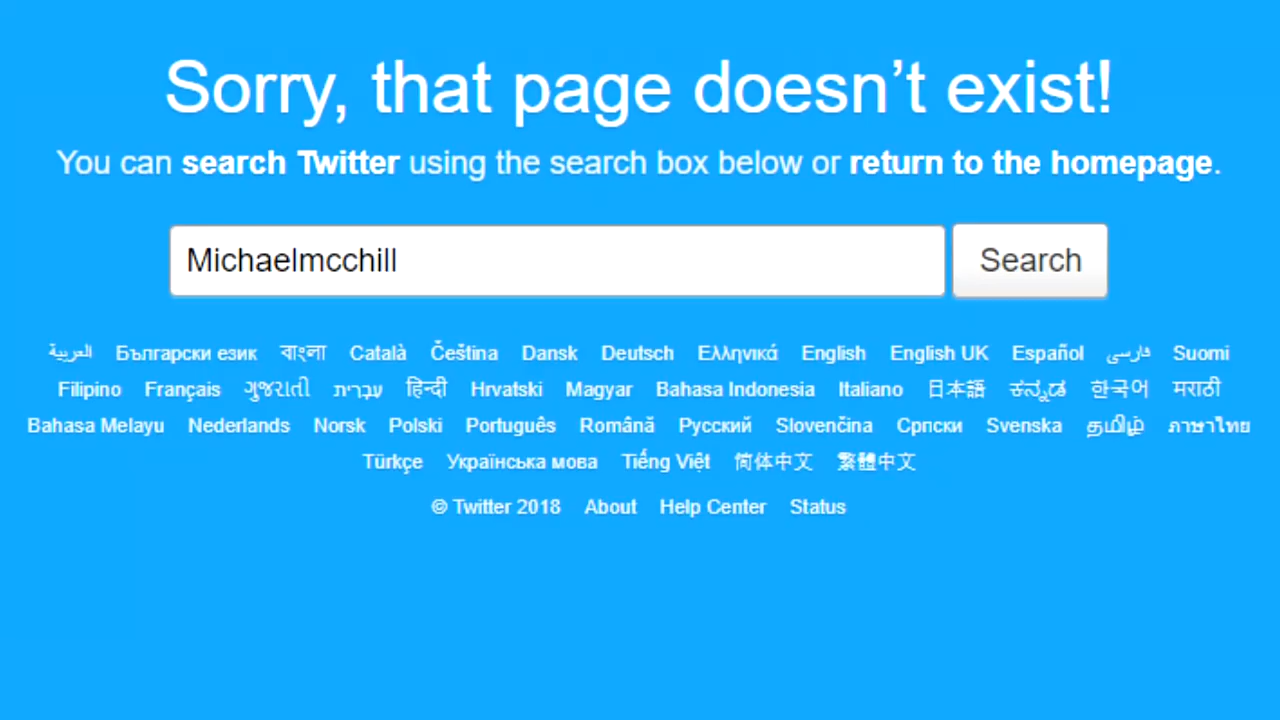 Sorry, that page doesn’t exist!
You can search Twitter using the search box below or return to the homepage.
Michaelmcchill Search
العربية Български език বাংলা Català Čeština Dansk Deutsch Ελληνικά English English UK Español فارسی Suomi
Filipino Français ગુજરાતી עִבְרִית हिन्दी Hrvatski Magyar Bahasa Indonesia Italiano 日本語 ಕನ್ನಡ 한국어 मराठी
Bahasa Melayu Nederlands Norsk Polski Português Română Русский Slovenčina Српски Svenska தமிழ் ภาษาไทย
Türkçe Українська мова Tiếng Việt 简体中文 繁體中文
© Twitter 2018 About Help Center Status